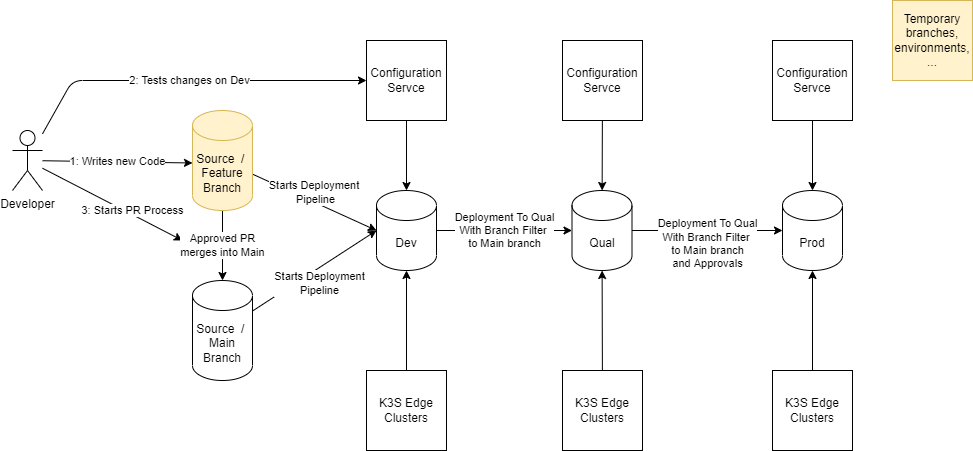 Temporary
branches,
environments,
...
2: Tests changes on Dev
Configuration
Servce
Configuration
Servce
Configuration
Servce
Developer
1: Writes new Code
Source /
Feature
Branch
3: Starts PR Process
Starts Deployment
Pipeline
Approved PR
merges into Main
Dev
Deployment To Qual
With Branch Filter
to Main branch
Qual
Deployment To Qual
With Branch Filter
to Main branch
and Approvals
Prod
Starts Deployment
Pipeline
Source /
Main
Branch
K3S Edge
Clusters
K3S Edge
Clusters
K3S Edge
Clusters